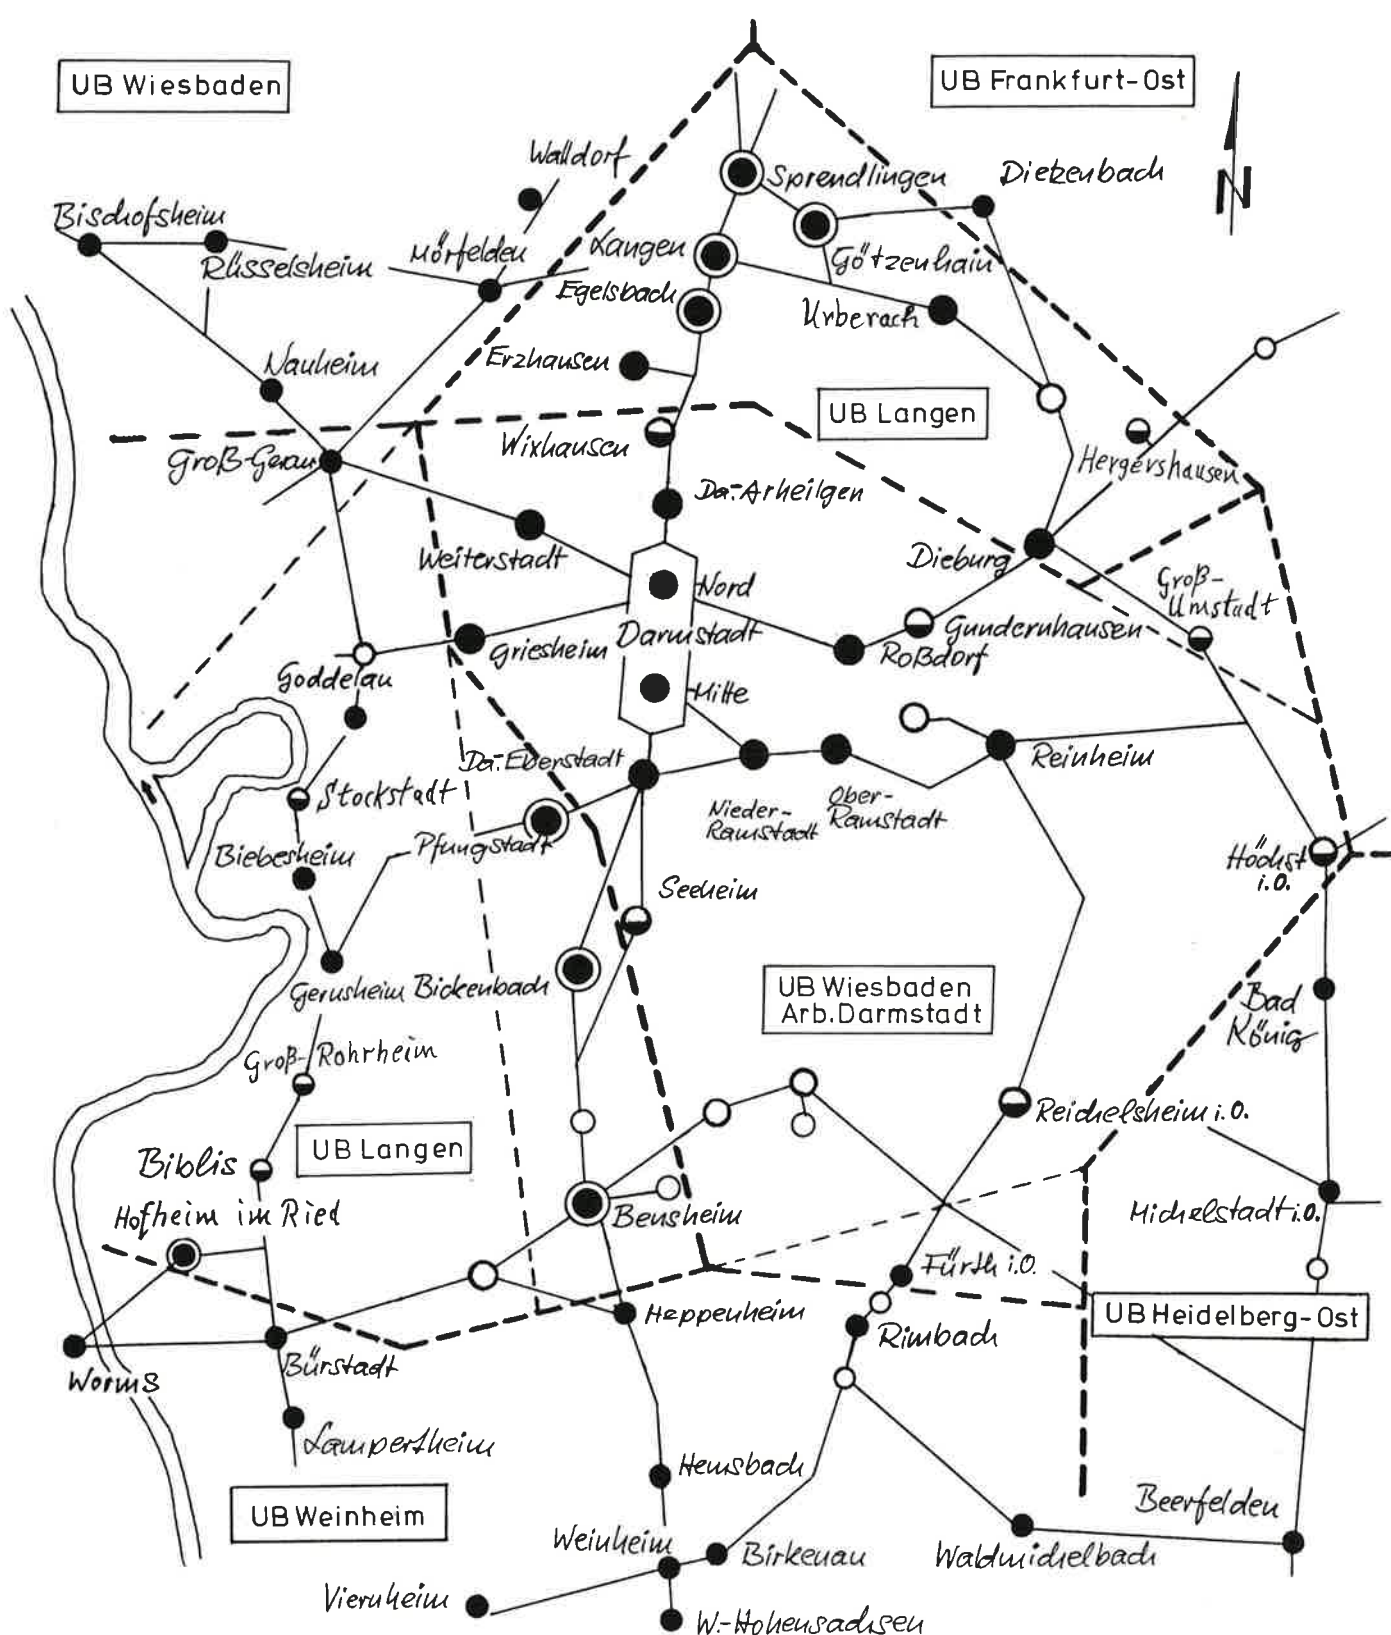 UB Wiesbaden
UB Frankfurt-Ost
Walldorf
Sprendlingen
Dietzenbach
N
Bischofsheim
Rüsselsheim
Mörfelden
Langen
Götzenhain
Egelsbach
Urberach
Nauheim
Erzhausen
UB Langen
Wixhausen
Hergershausen
Groß-Gerau
Da.-Arheilgen
Weiterstadt
Dieburg
Groß-
Umstadt
Nord
Darmstadt
Gundernhausen
Griesheim
Roßdorf
Goddelau
Mitte
Da.-Eberstadt
Reinheim
Stockstadt
Nieder-
Ramstadt
Ober-
Ramstadt
Pfungstadt
Biebesheim
Höchst
i.O.
Seeheim
Gernsheim
Bickenbach
UB Wiesbaden
Arb.Darmstadt
Bad
König
Groß-Rohrheim
Reichelsheim i.O.
UB Langen
Biblis
Hofheim im Ried
Bensheim
Michelstadt i.O.
Fürth i.O.
Heppenheim
UB Heidelberg-Ost
Rimbach
Bürstadt
Worms
Lampertheim
Hemsbach
UB Weinheim
Beerfelden
Weinheim
Birkenau
Waldmichelbach
Viernheim
W.-Hohensachsen